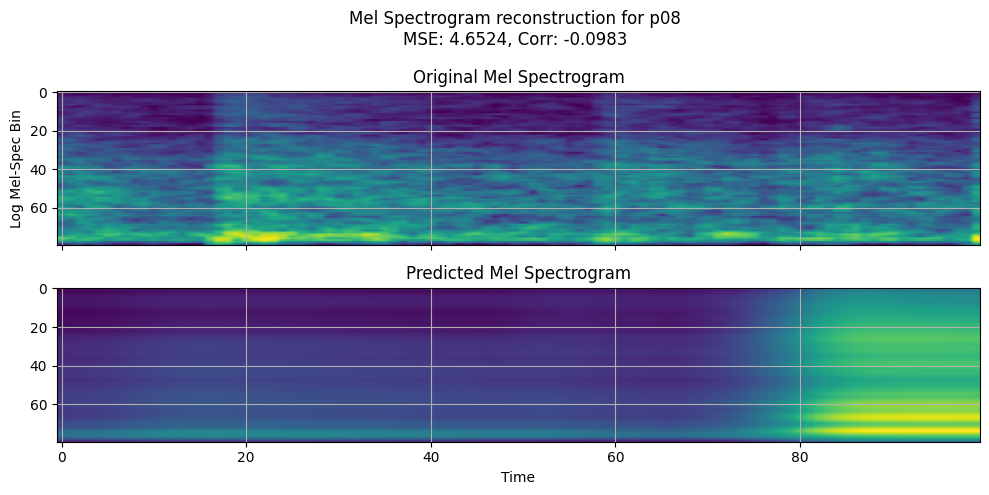 Mel Spectrogram reconstruction for p08
MSE: 4.6524, Corr: -0.0983
Original Mel Spectrogram
0
20
40
60
Log Mel-Spec Bin
Predicted Mel Spectrogram
0
20
40
60
0 20 40 60 80
Time